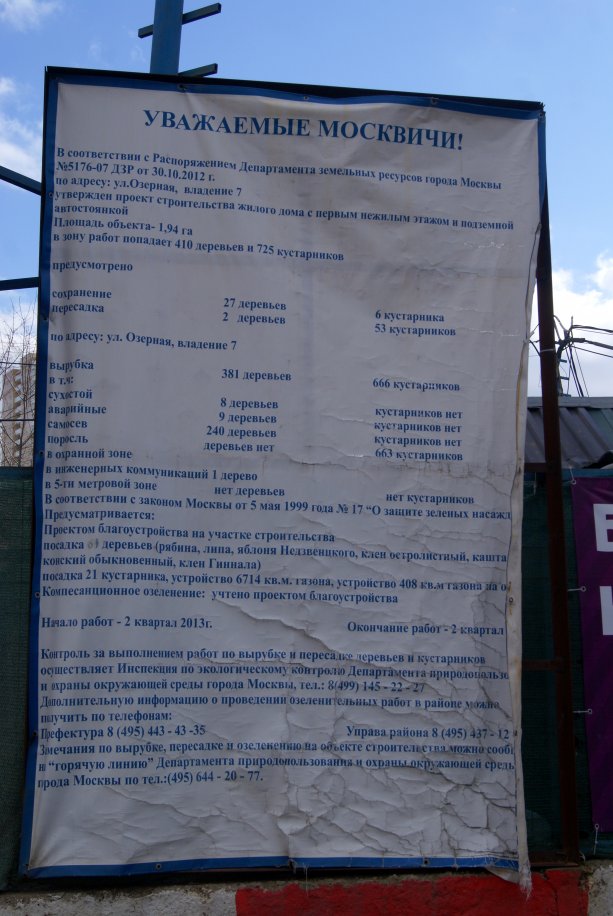 УВАЖАЕМЫЕ МОСКВИЧИ!
В соответствии с Распоряжением Департамента земельных ресурсов города Москвы
№5176-07 ДЗР от 30.10.2012 г.
по адресу: ул.Озерная, владение 7
утвержден проект строительства жилого дома с первым нежилым этажом и подземной
автостоянкой
Площадь объекта- 1,94 га
в зону работ попадает 410 деревьев и 725 кустарников
предусмотрено
сохранение 27 деревьев 6 кустарника
пересадка 2 деревьев 53 кустарников
по адресу: ул. Озерная, владение 7
вырубка 381 деревьев 666 кустарников
в т.ч:
сухостой 8 деревьев кустарников нет
аварийные 9 деревьев кустарников нет
самосев 240 деревьев кустарников нет
поросль деревьев нет 663 кустарников
в охранной зоне
в инженерных коммуникаций 1 дерево
в 5-ти метровой зоне нет деревьев нет кустарников
В соответствии с законом Москвы от 5 мая 1999 года № 17 “О защите зеленых насажд
Предусматривается:
Проектом благоустройства на участке строительства
посадка деревьев (рябина, липа, яблоня Недзвецкого, клен остролистный, кашта
конский обыкновенный, клен Гиннала)
посадка 21 кустарника, устройство 6714 кв.м. газона, устройство 408 кв.м газона на о
Компесанционное озеленение: учтено проектом благоустройства
Начало работ - 2 квартал 2013г. Окончание работ - 2 квартал
Контроль за выполнением работ по вырубке и пересадке деревьев и кустарников
осуществляет Инспекция по экологическому контролю Департамента природопользо
и охраны окружающей среды города Москвы, тел.: 8(499) 145 - 22 - 27
Дополнительную информацию о проведении озеленительных работ в районе можно
получить по телефонам:
Префектура 8 (495) 443 - 43 -35 Управа района 8 (495) 437 - 12
Замечания по вырубке, пересадке и озеленению на объекте строительства можно сообщ
на “горячую линию” Департамента природопользования и охраны окружающей средь
орода Москвы по тел.:(495) 644 - 20 - 77.